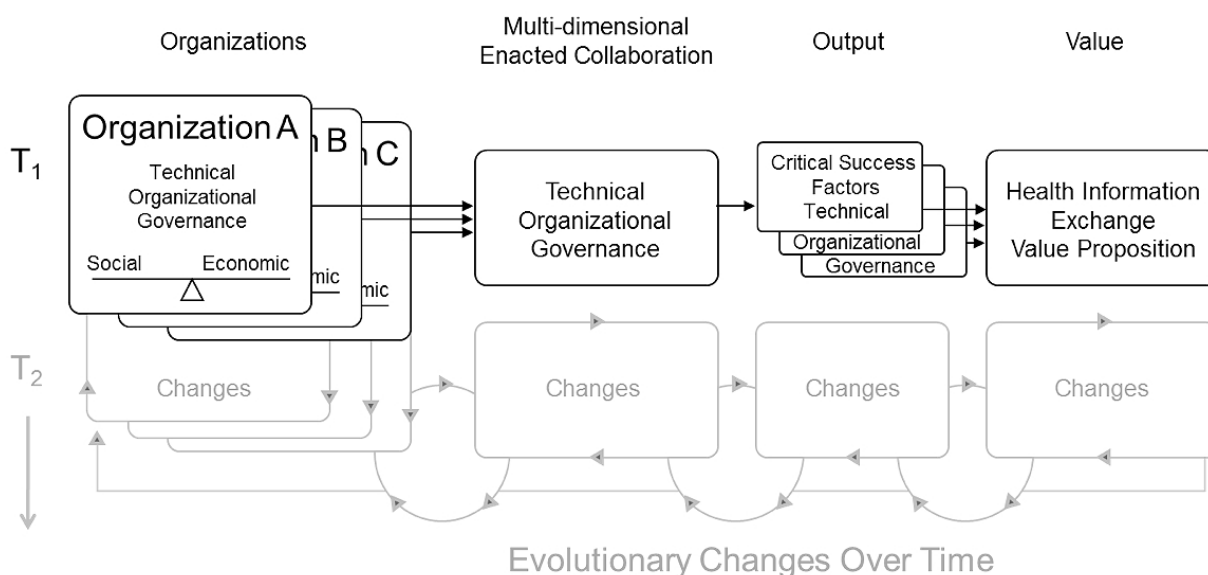 Organizations
Multi-dimensional
Enacted Collaboration
Output
Value
T1
Organization A
Technical
Organizational
Governance
Social Economic
n B
mic
n C
mic
Technical
Organizational
Governance
Critical Success
Factors
Technical
Organizational
Governance
Health Information
Exchange
Value Proposition
T2
Changes
Changes
Changes
Changes
Evolutionary Changes Over Time